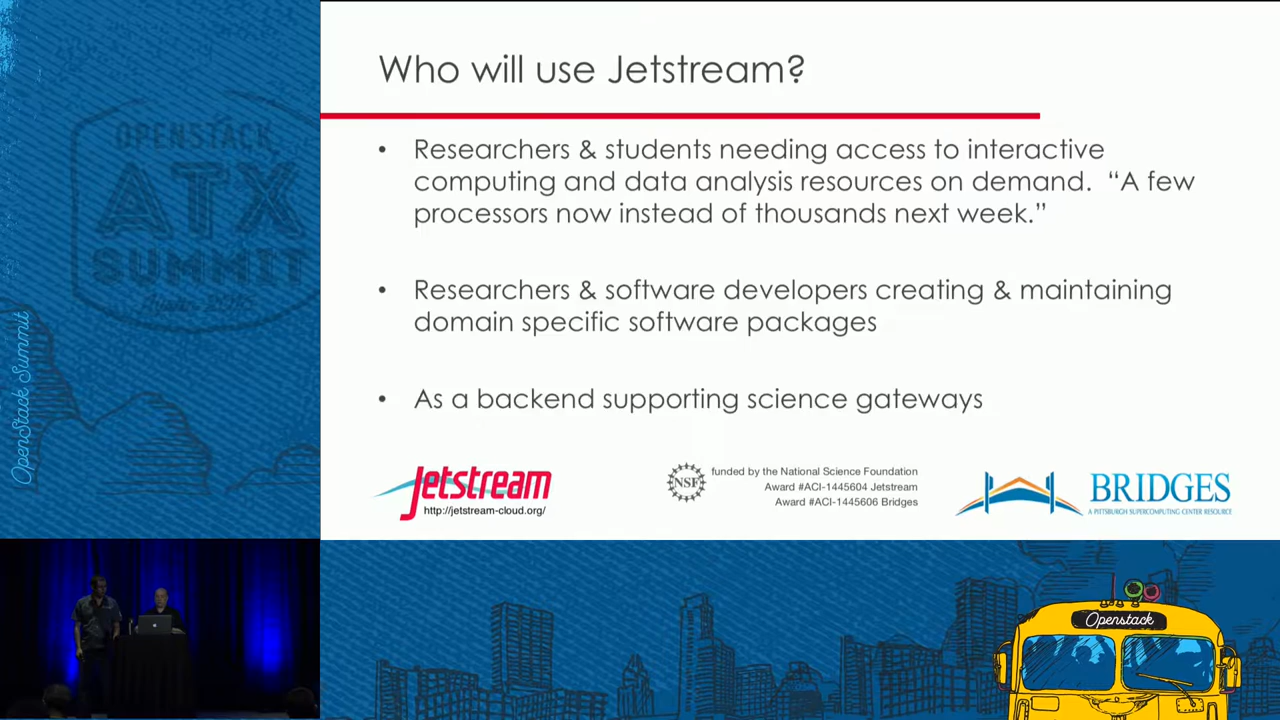 Who will use Jetstream?
• Researchers & students needing access to interactive
computing and data analysis resources on demand.  “A few
processors now instead of thousands next week.”
• Researchers & software developers creating & maintaining
domain specific software packages
• As a backend supporting science gateways
Jetstream
http://jetstream-cloud.org/
NSF
funded by the National Science Foundation
Award #ACI-1445604 Jetstream
Award #ACI-1445606 Bridges
BRIDGES
A PITTSBURGH SUPERCOMPUTING CENTER RESOURCE
OPENSTACK
ATX
SUMMIT
OpenStack Summit
Openstack